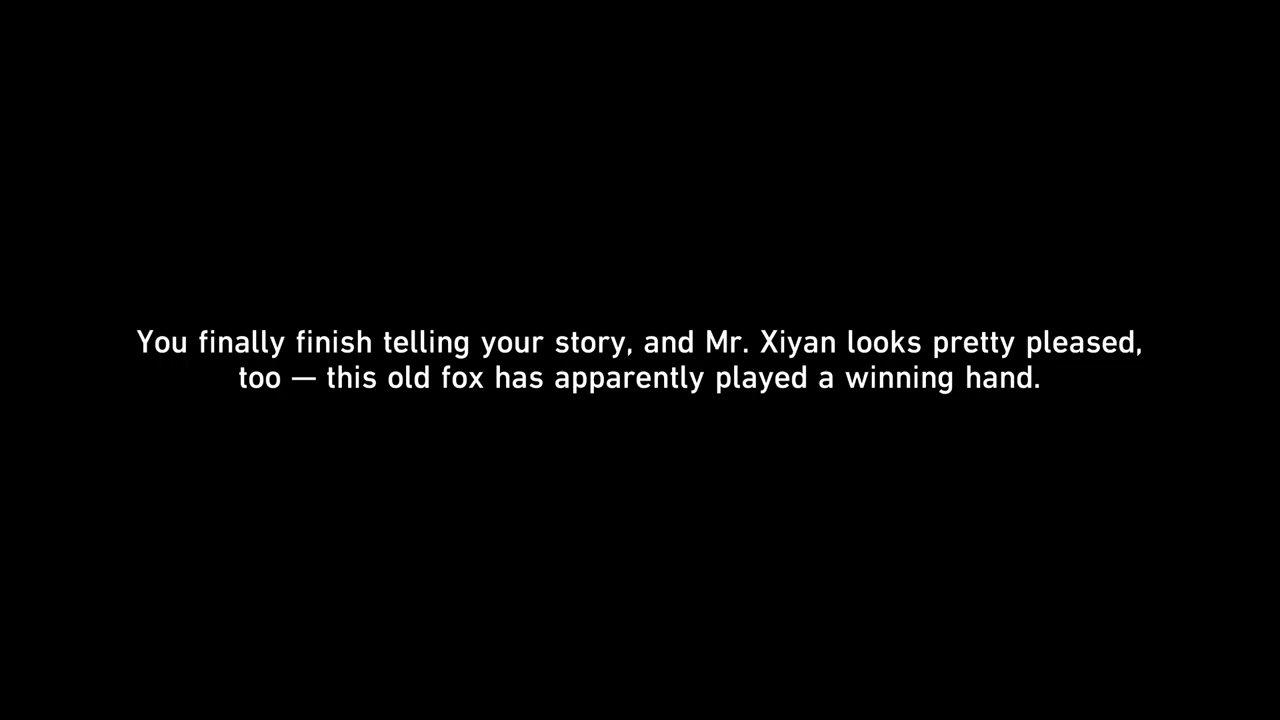 You finally finish telling your story, and Mr. Xiyan looks pretty pleased,
too — this old fox has apparently played a winning hand.